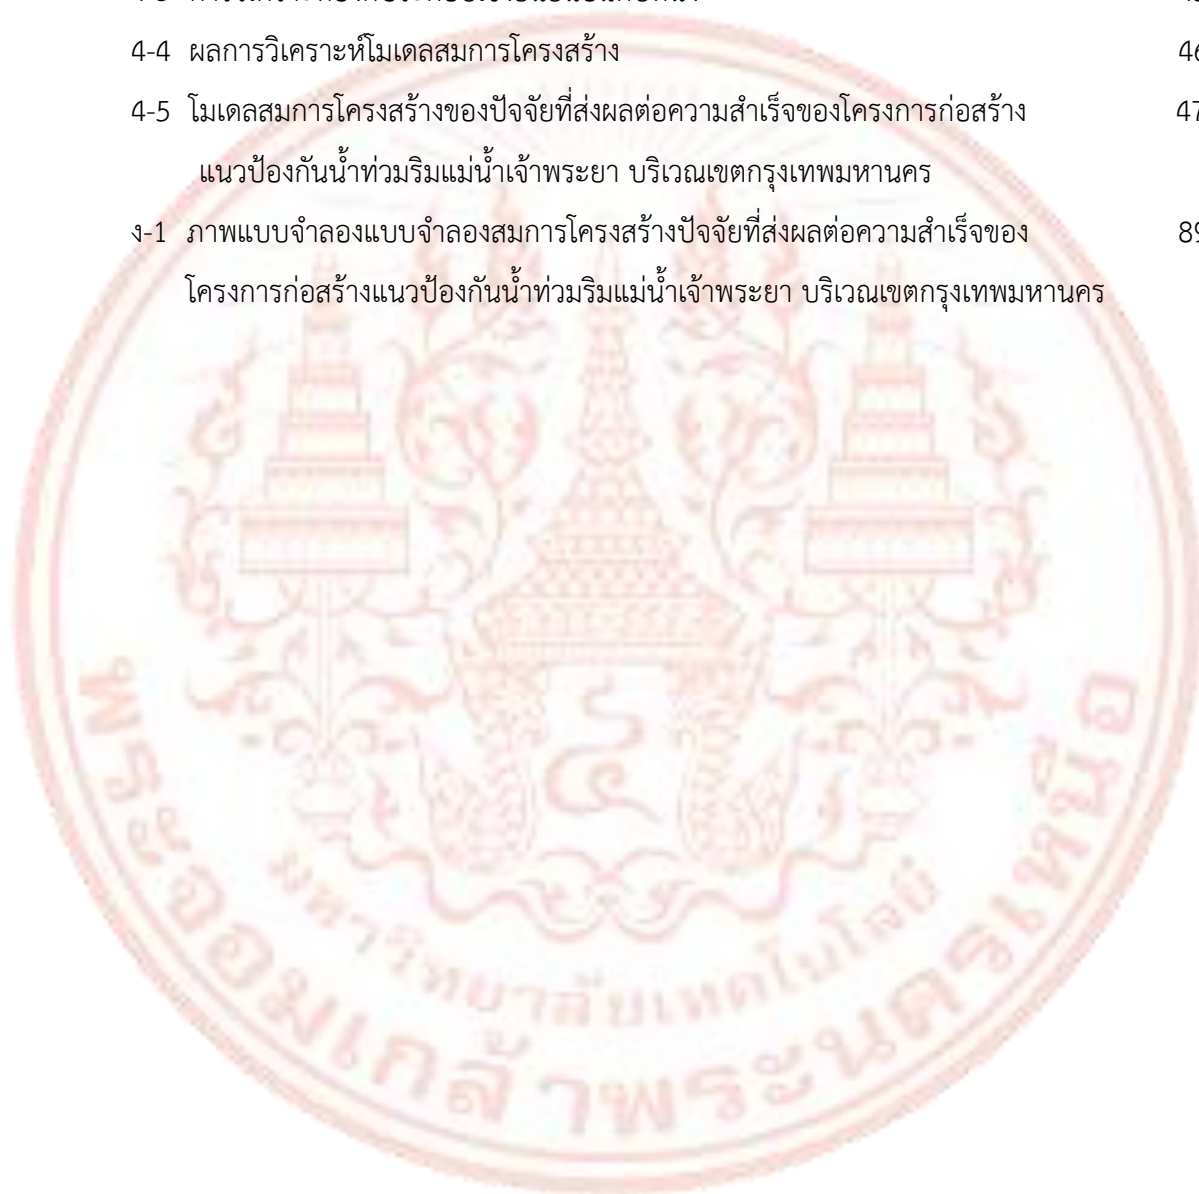 4-4 ผลการวิเคราะห์โมเดลสมการโครงสร้าง 46
4-5 โมเดลสมการโครงสร้างของปัจจัยที่ส่งผลต่อความสำเร็จของโครงการก่อสร้าง 47
แนวป้องกันน้ำท่วมริมแม่น้ำเจ้าพระยา บริเวณเขตกรุงเทพมหานคร
ง-1 ภาพแบบจำลองแบบจำลองสมการโครงสร้างปัจจัยที่ส่งผลต่อความสำเร็จของ 89
โครงการก่อสร้างแนวป้องกันน้ำท่วมริมแม่น้ำเจ้าพระยา บริเวณเขตกรุงเทพมหานคร
มหาวิทยาลัยเทคโนโลยี
พระจอมเกล้าพระนครเหนือ